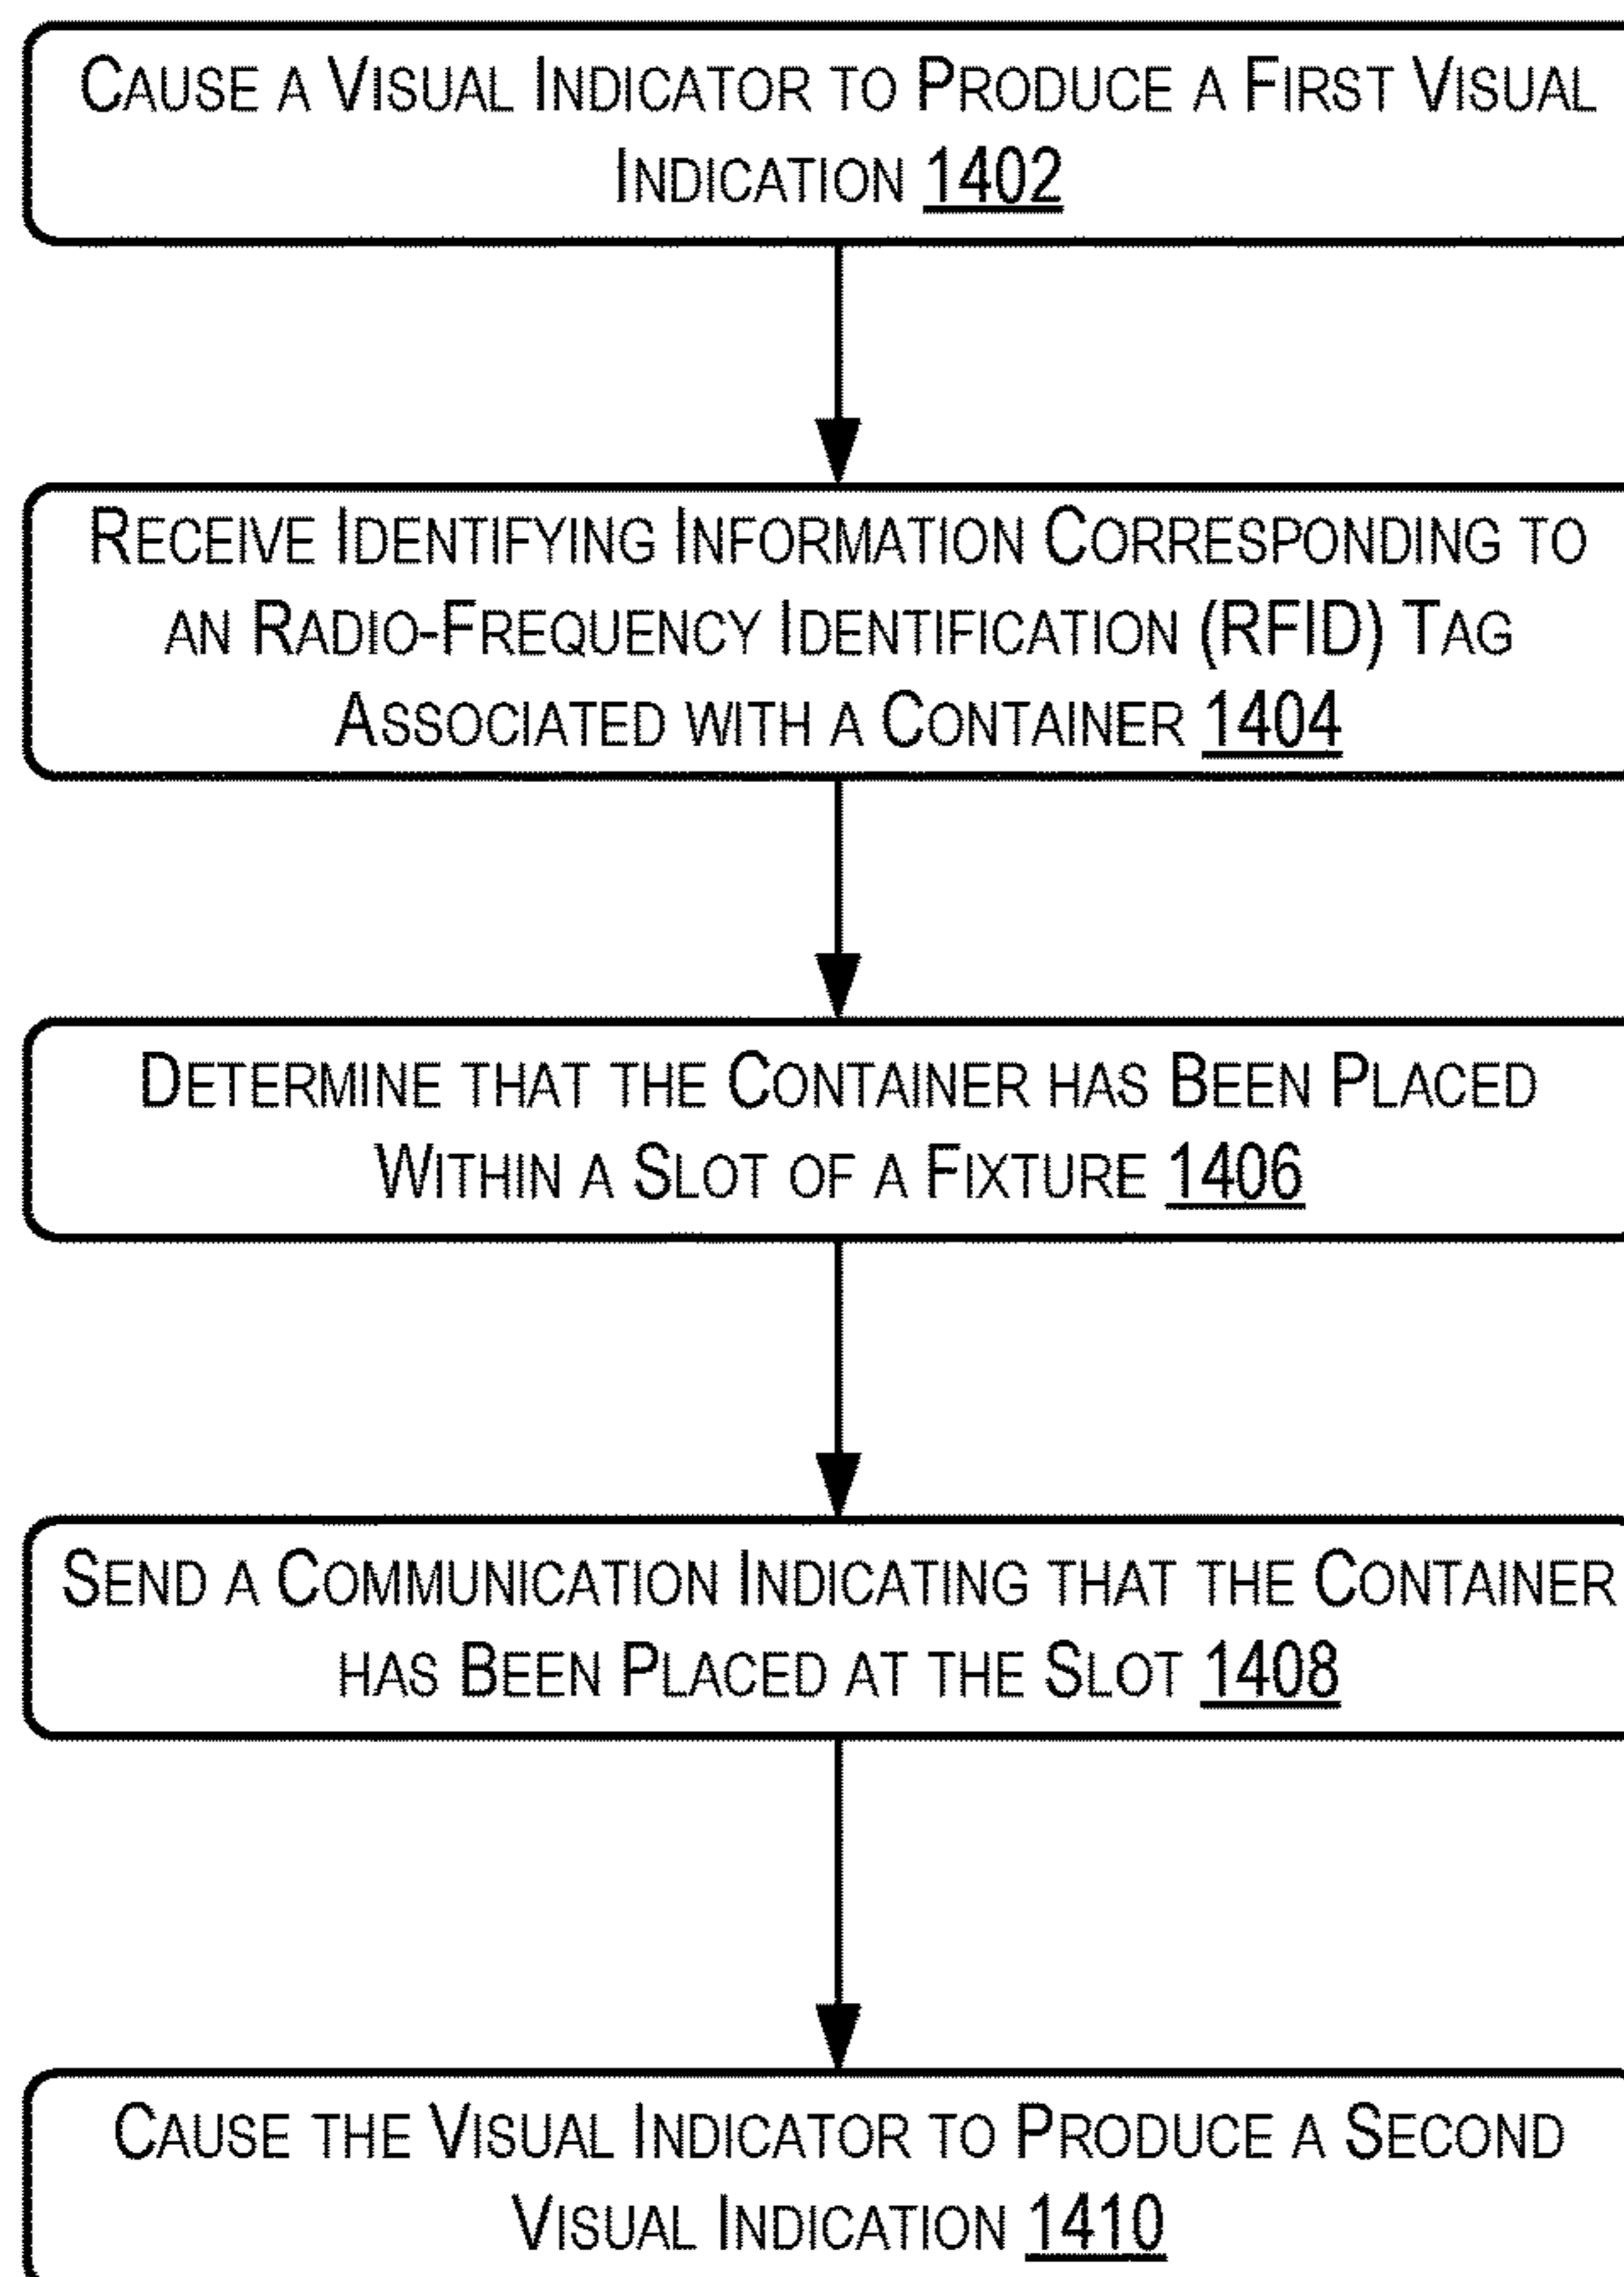 CAUSE A VISUAL INDICATOR TO PRODUCE A FIRST VISUAL
INDICATION 1402
RECEIVE IDENTIFYING INFORMATION CORRESPONDING TO
AN RADIO-FREQUENCY IDENTIFICATION (RFID) TAG
ASSOCIATED WITH A CONTAINER 1404
DETERMINE THAT THE CONTAINER HAS BEEN PLACED
WITHIN A SLOT OF A FIXTURE 1406
SEND A COMMUNICATION INDICATING THAT THE CONTAINER
HAS BEEN PLACED AT THE SLOT 1408
CAUSE THE VISUAL INDICATOR TO PRODUCE A SECOND
VISUAL INDICATION 1410